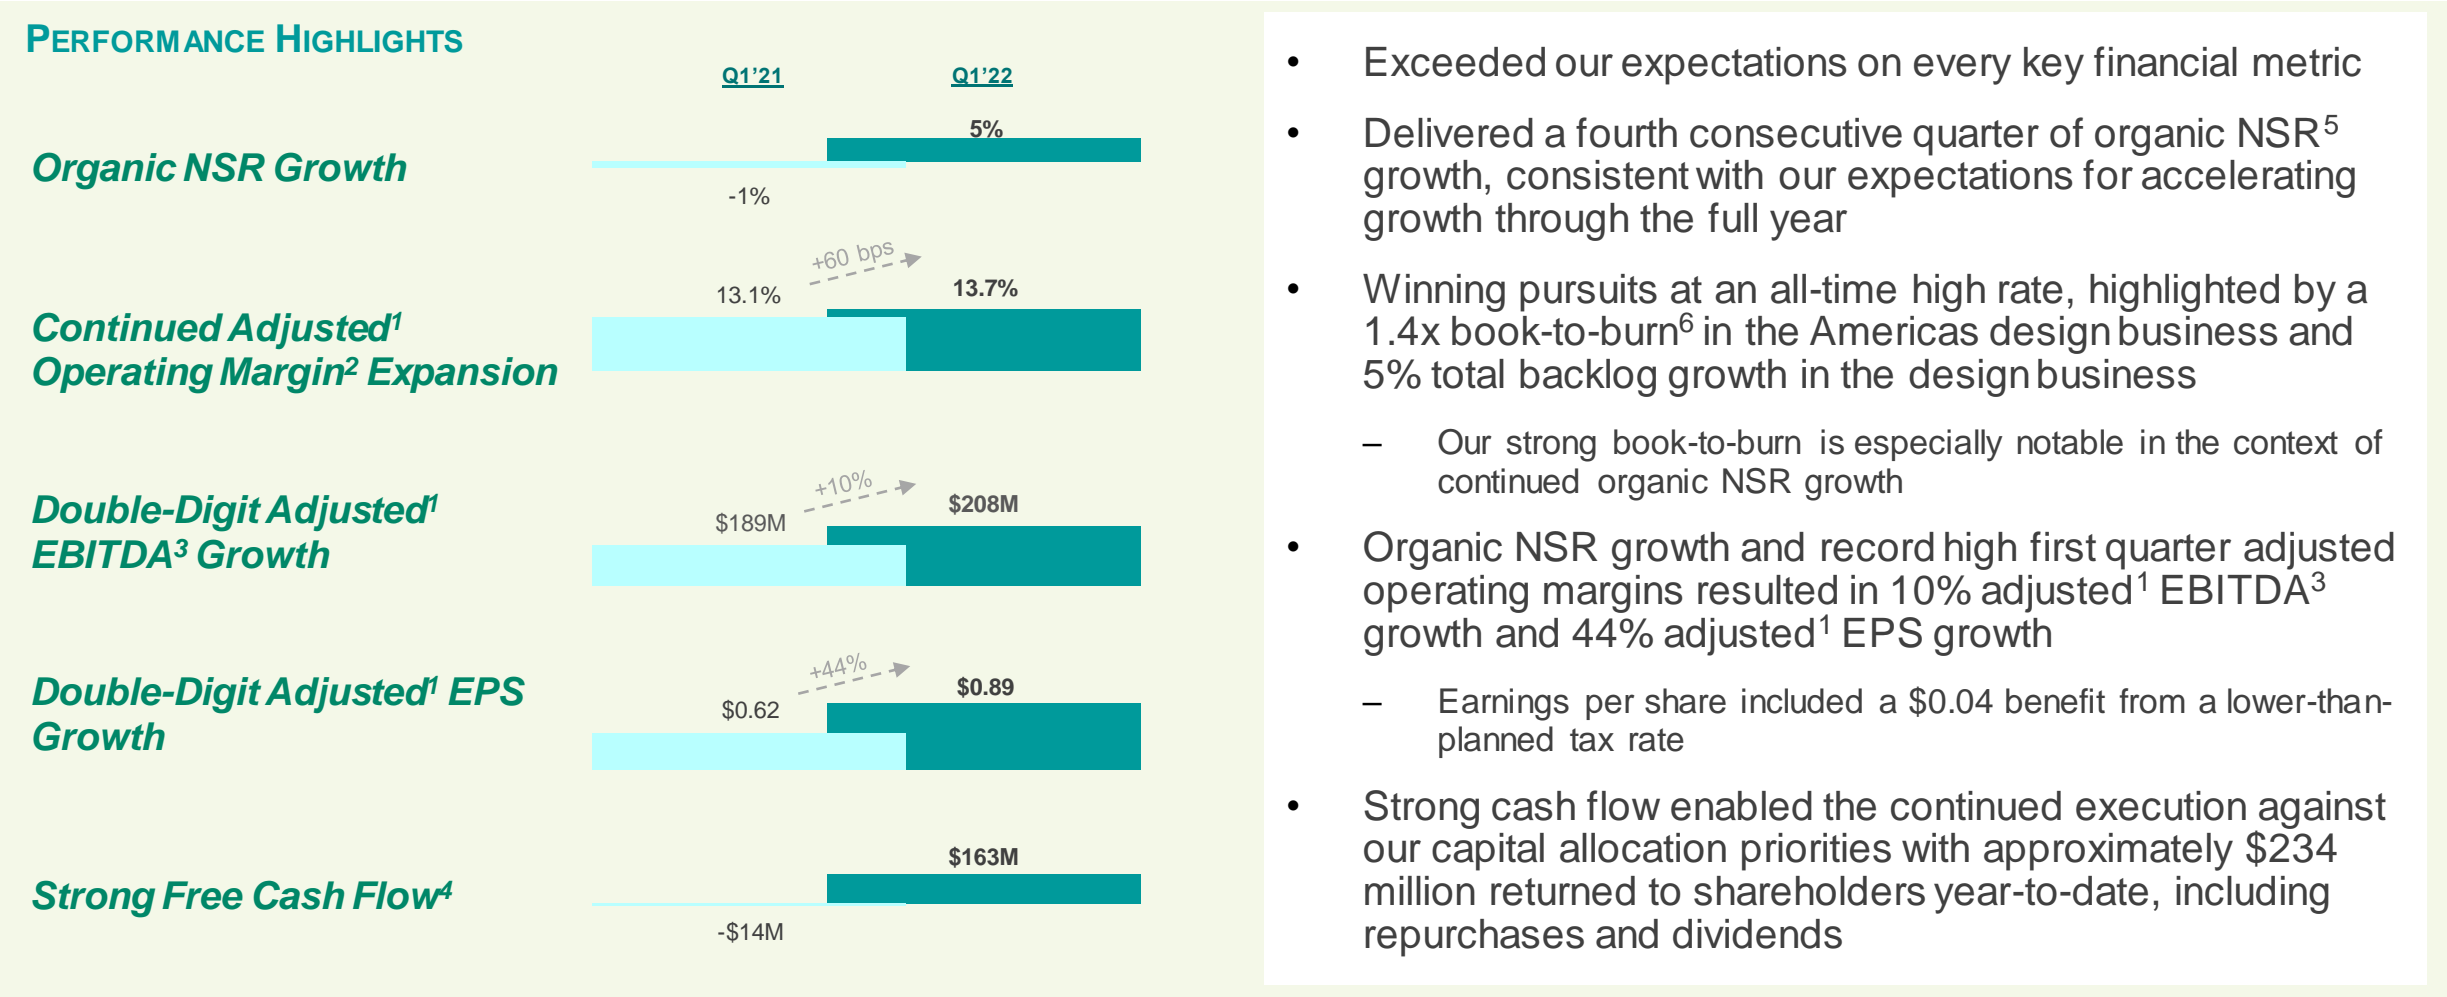 PERFORMANCE HIGHLIGHTS
Q1’21
Q1’22
Organic NSR Growth
5%
-1%
Continued Adjusted1
Operating Margin2 Expansion
13.1%
+60 bps
13.7%
Double-Digit Adjusted1
EBITDA3 Growth
$189M
+10%
$208M
Double-Digit Adjusted1 EPS
Growth
$0.62
+44%
$0.89
Strong Free Cash Flow4
$163M
-$14M
• Exceeded our expectations on every key financial metric
• Delivered a fourth consecutive quarter of organic NSR5
growth, consistent with our expectations for accelerating
growth through the full year
• Winning pursuits at an all-time high rate, highlighted by a
1.4x book-to-burn6 in the Americas design business and
5% total backlog growth in the design business
– Our strong book-to-burn is especially notable in the context of
continued organic NSR growth
• Organic NSR growth and record high first quarter adjusted
operating margins resulted in 10% adjusted1 EBITDA3
growth and 44% adjusted1 EPS growth
– Earnings per share included a $0.04 benefit from a lower-than-
planned tax rate
• Strong cash flow enabled the continued execution against
our capital allocation priorities with approximately $234
million returned to shareholders year-to-date, including
repurchases and dividends